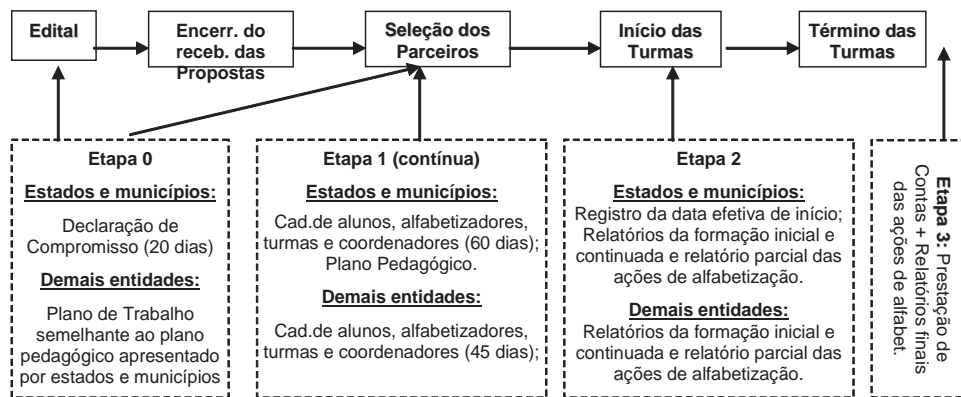 Edital
Encerr. do
receb. das
Propostas
Seleção dos
Parceiros
Início das
Turmas
Término das
Turmas
Etapa 0
Estados e municípios:
Declaração de
Compromisso (20 dias)
Demais entidades:
Plano de Trabalho
semelhante ao plano
pedagógico apresentado
por estados e municípios
Etapa 1 (contínua)
Estados e municípios:
Cad.de alunos, alfabetizadores,
turmas e coordenadores (60 dias);
Plano Pedagógico.
Demais entidades:
Cad.de alunos, alfabetizadores,
turmas e coordenadores (45 dias);
Etapa 2
Estados e municípios:
Registro da data efetiva de início;
Relatórios da formação inicial e
continuada e relatório parcial das
ações de alfabetização.
Demais entidades:
Relatórios da formação inicial e
continuada e relatório parcial das
ações de alfabetização.
Etapa 3: Prestação de
Contas + Relatórios finais
das ações de alfabet.